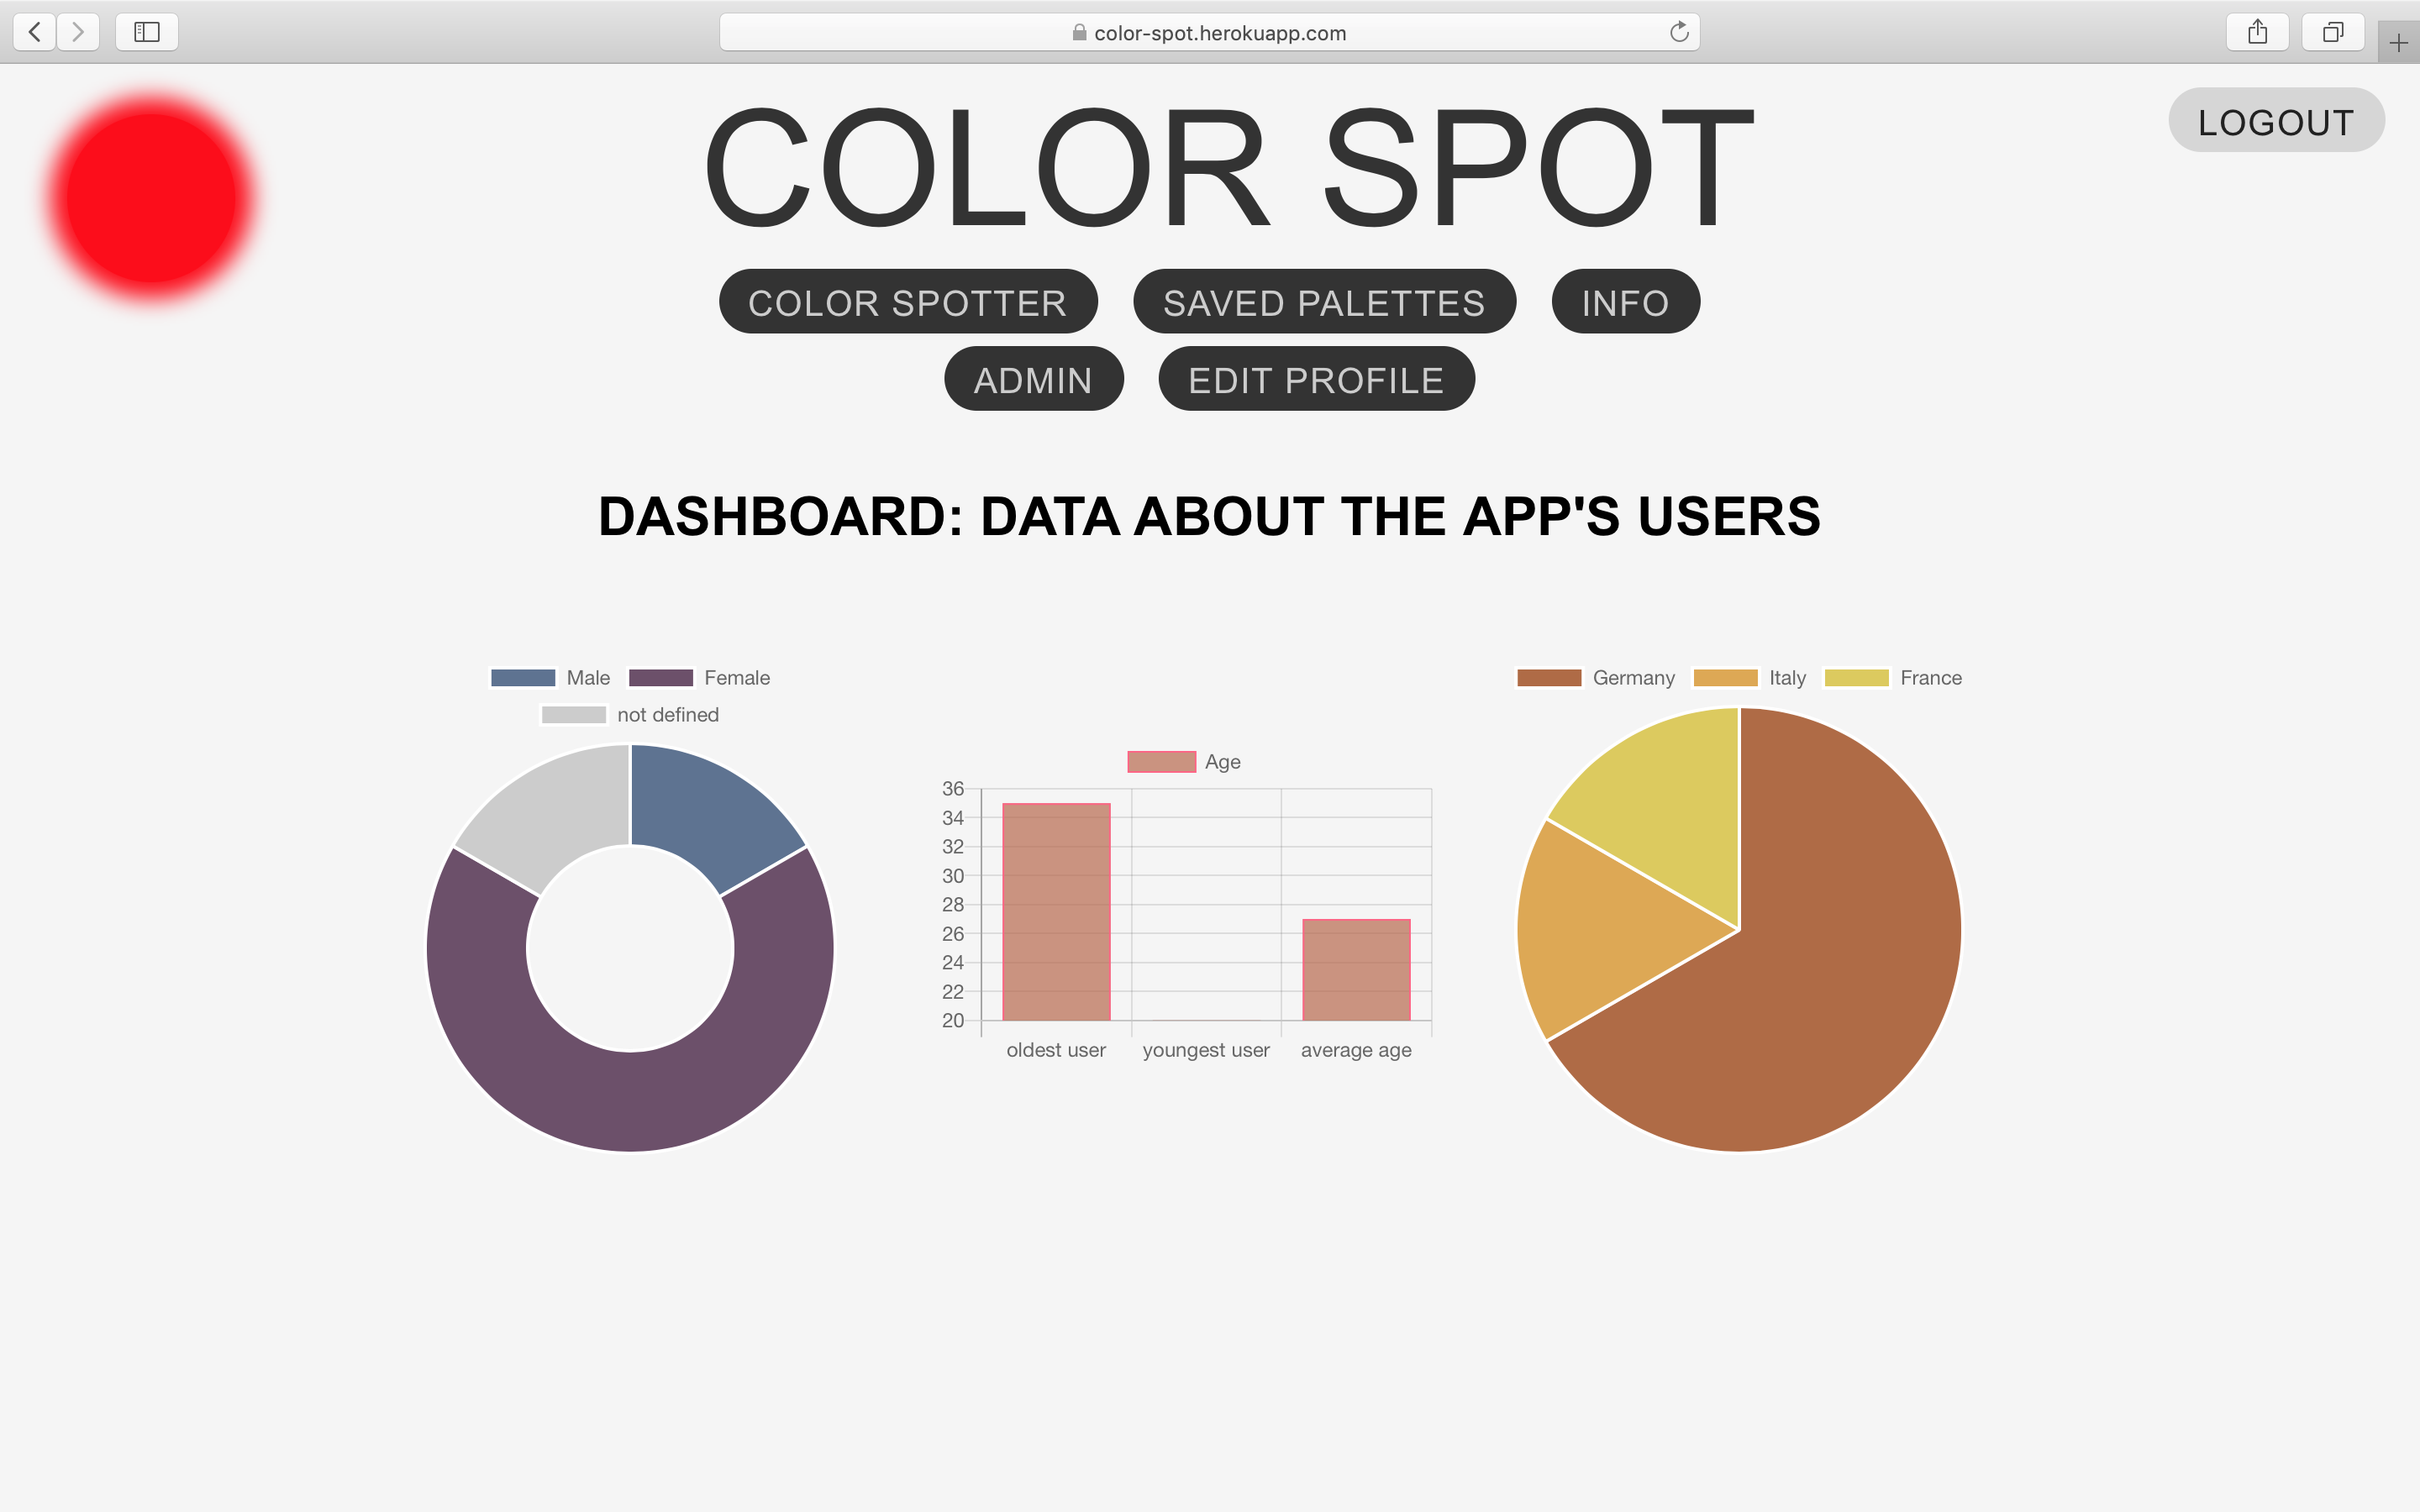 color-spot.herokuapp.com
COLOR SPOT
LOGOUT
COLOR SPOTTER SAVED PALETTES INFO
ADMIN EDIT PROFILE
DASHBOARD: DATA ABOUT THE APP'S USERS
Male Female
not defined
Age
36
34
32
30
28
26
24
22
20
oldest user youngest user average age
Germany Italy France